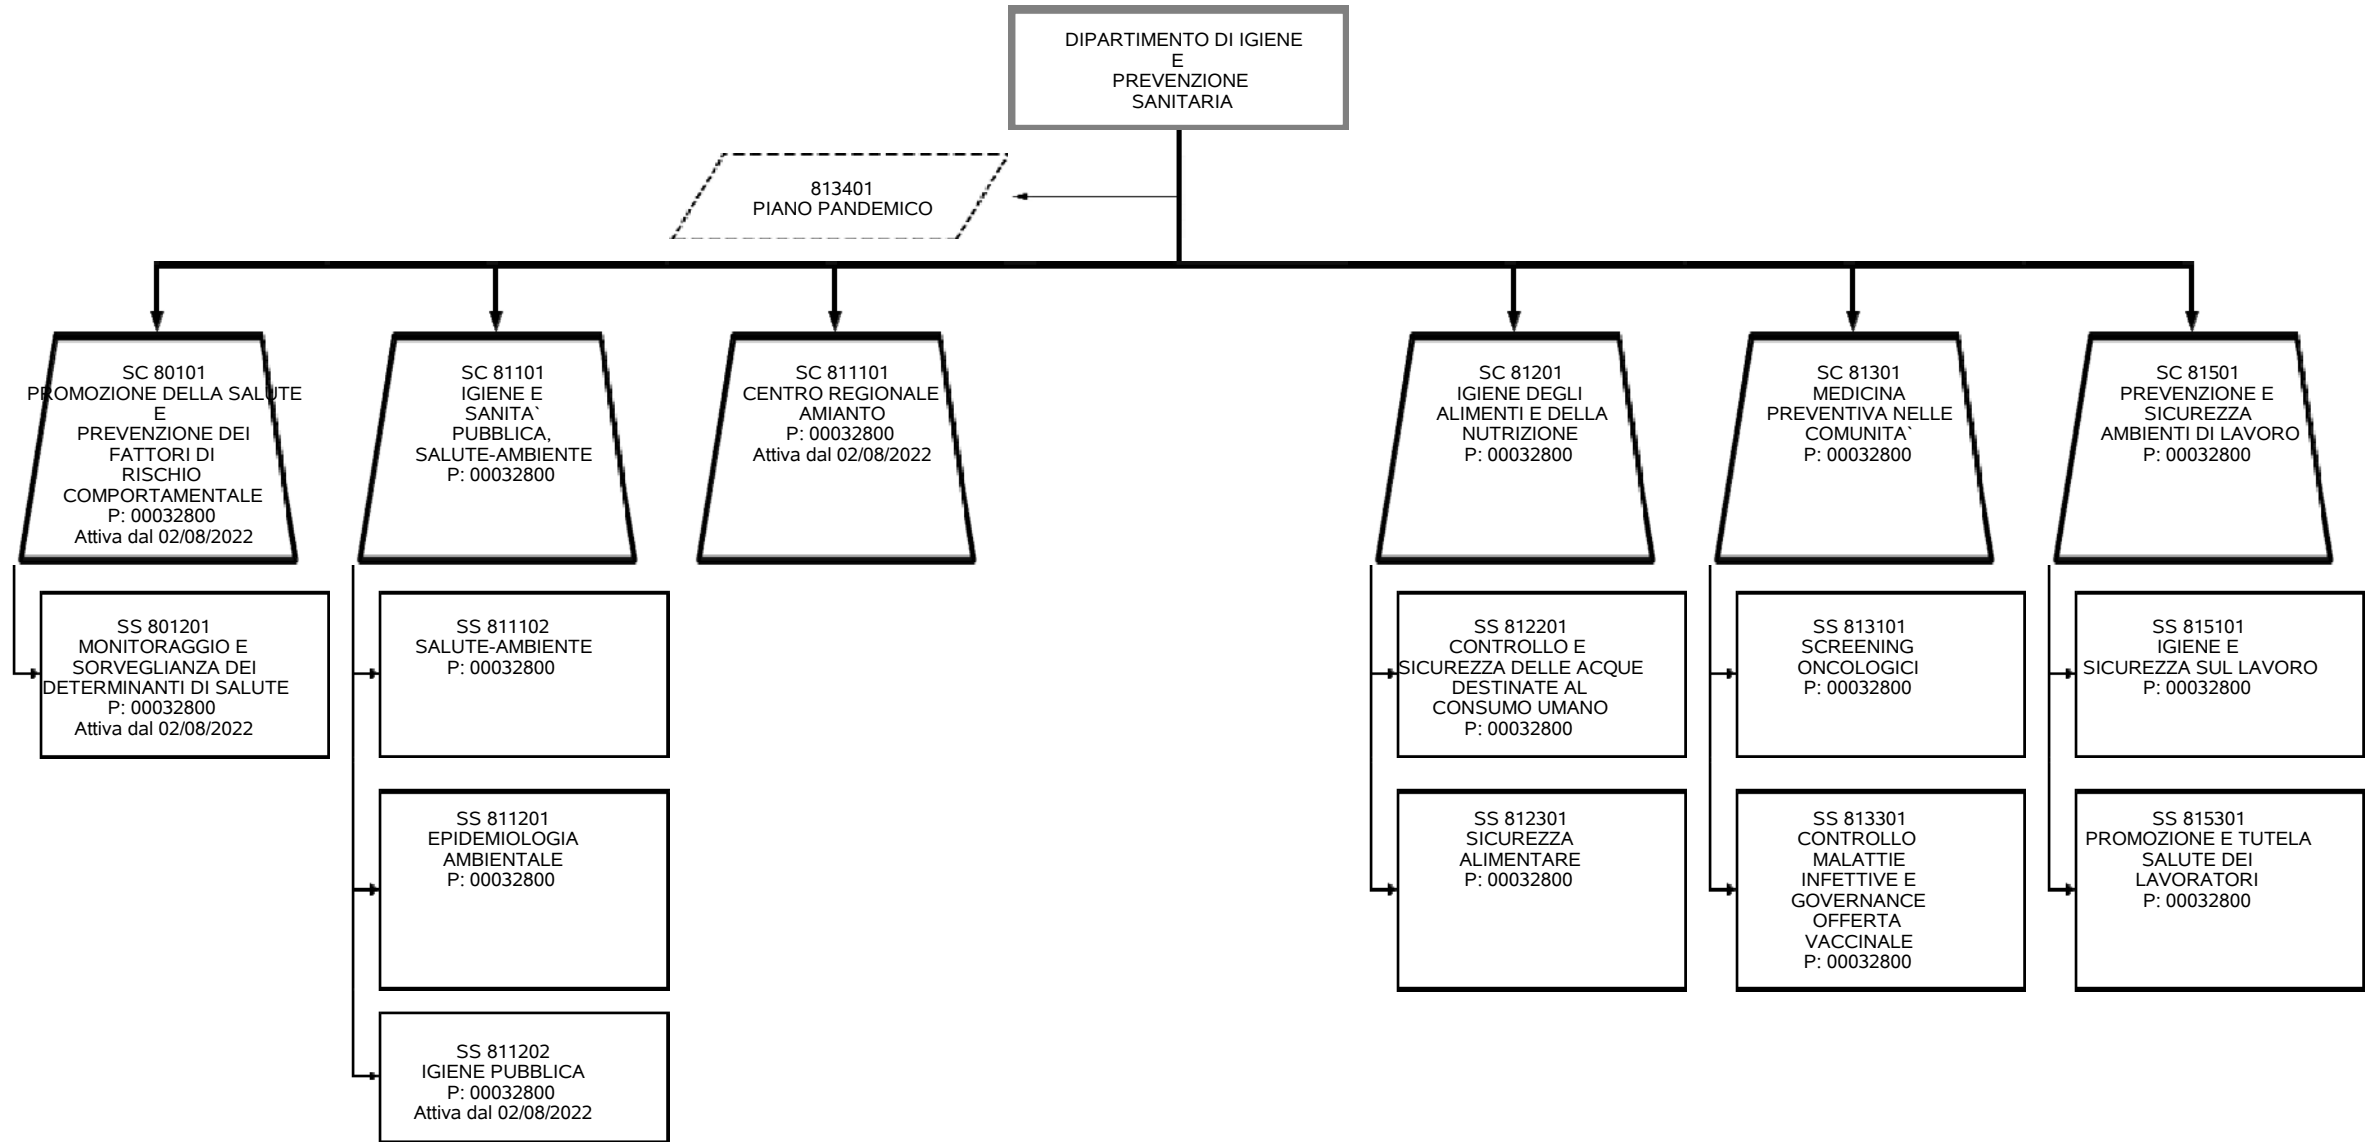 DIPARTIMENTO DI IGIENE
E
PREVENZIONE
SANITARIA
813401
PIANO PANDEMICO
SC 80101
PROMOZIONE DELLA SALUTE
E
PREVENZIONE DEI
FATTORI DI
RISCHIO
COMPORTAMENTALE
P: 00032800
Attiva dal 02/08/2022
SC 81101
IGIENE E
SANITA`
PUBBLICA,
SALUTE-AMBIENTE
P: 00032800
SC 811101
CENTRO REGIONALE
AMIANTO
P: 00032800
Attiva dal 02/08/2022
SC 81201
IGIENE DEGLI
ALIMENTI E DELLA
NUTRIZIONE
P: 00032800
SC 81301
MEDICINA
PREVENTIVA NELLE
COMUNITA`
P: 00032800
SC 81501
PREVENZIONE E
SICUREZZA
AMBIENTI DI LAVORO
P: 00032800
SS 801201
MONITORAGGIO E
SORVEGLIANZA DEI
DETERMINANTI DI SALUTE
P: 00032800
Attiva dal 02/08/2022
SS 811102
SALUTE-AMBIENTE
P: 00032800
SS 812201
CONTROLLO E
SICUREZZA DELLE ACQUE
DESTINATE AL
CONSUMO UMANO
P: 00032800
SS 813101
SCREENING
ONCOLOGICI
P: 00032800
SS 815101
IGIENE E
SICUREZZA SUL LAVORO
P: 00032800
SS 811201
EPIDEMIOLOGIA
AMBIENTALE
P: 00032800
SS 812301
SICUREZZA
ALIMENTARE
P: 00032800
SS 813301
CONTROLLO
MALATTIE
INFETTIVE E
GOVERNANCE
OFFERTA
VACCINALE
P: 00032800
SS 815301
PROMOZIONE E TUTELA
SALUTE DEI
LAVORATORI
P: 00032800
SS 811202
IGIENE PUBBLICA
P: 00032800
Attiva dal 02/08/2022